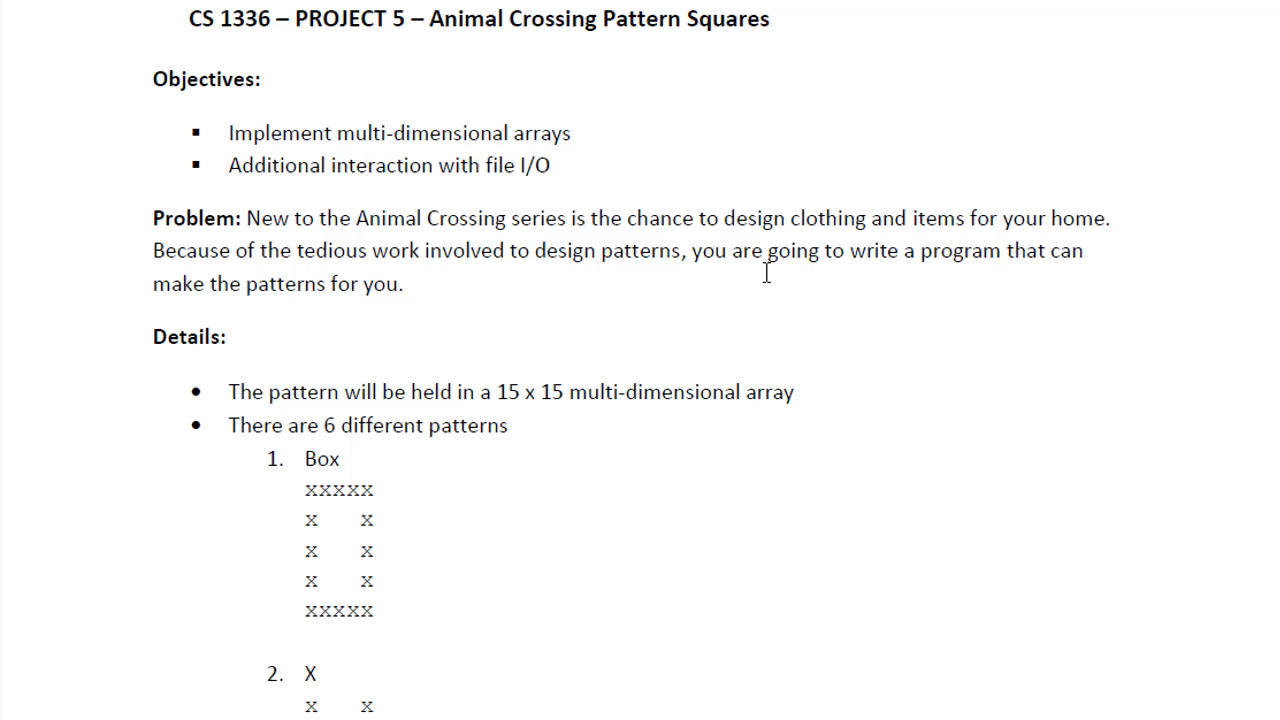 CS 1336 – PROJECT 5 – Animal Crossing Pattern Squares
Objectives:
▪ Implement multi-dimensional arrays
▪ Additional interaction with file I/O
Problem: New to the Animal Crossing series is the chance to design clothing and items for your home.
Because of the tedious work involved to design patterns, you are going to write a program that can
make the patterns for you.
Details:
• The pattern will be held in a 15 x 15 multi-dimensional array
• There are 6 different patterns
1. Box
xxxxx
x   x
x   x
x   x
xxxxx
2. X
x   x